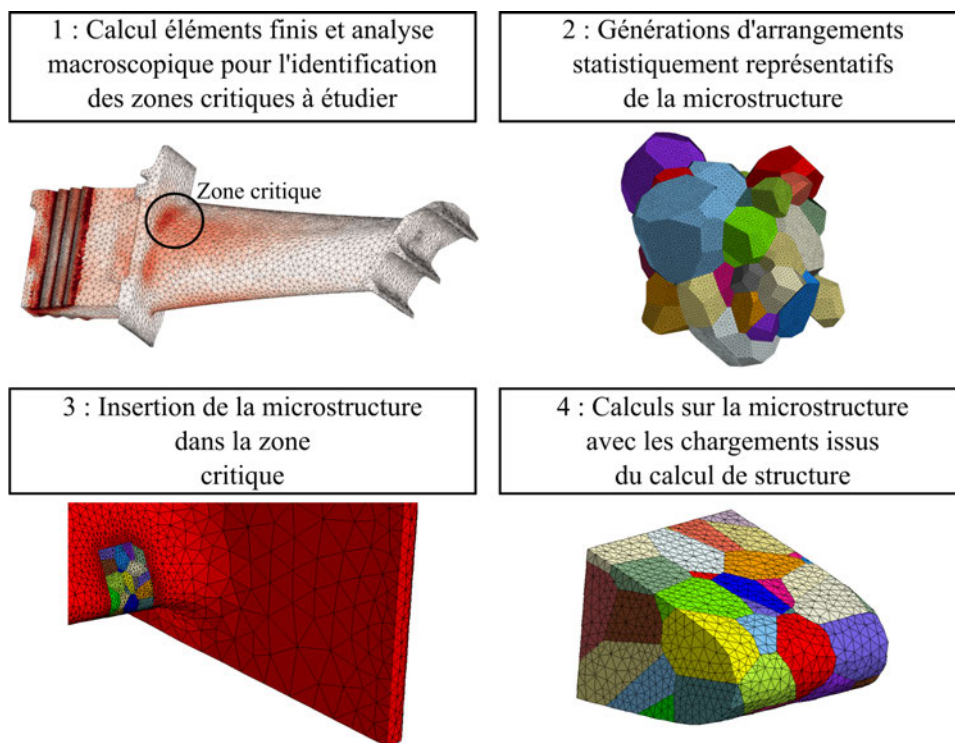 1 : Calcul éléments finis et analyse
macroscopique pour l'identification
des zones critiques à étudier
2 : Générations d'arrangements
statistiquement représentatifs
de la microstructure
Zone critique
3 : Insertion de la microstructure
dans la zone
critique
4 : Calculs sur la microstructure
avec les chargements issus
du calcul de structure